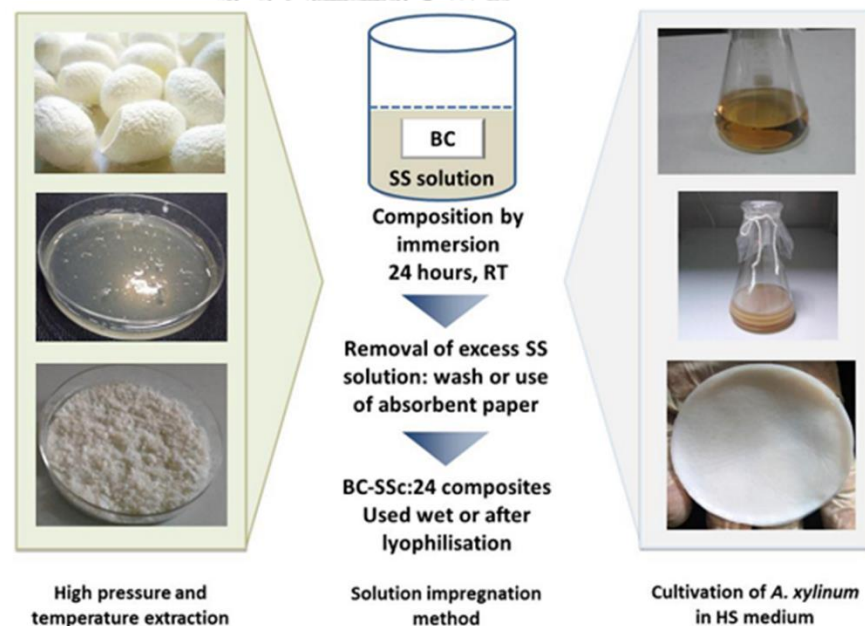 BC
SS solution
Composition by
immersion
24 hours, RT
Removal of excess SS
solution: wash or use
of absorbent paper
BC-SSc:24 composites
Used wet or after
lyophilisation
High pressure and
temperature extraction
Solution impregnation
method
Cultivation of A. xylinum
in HS medium